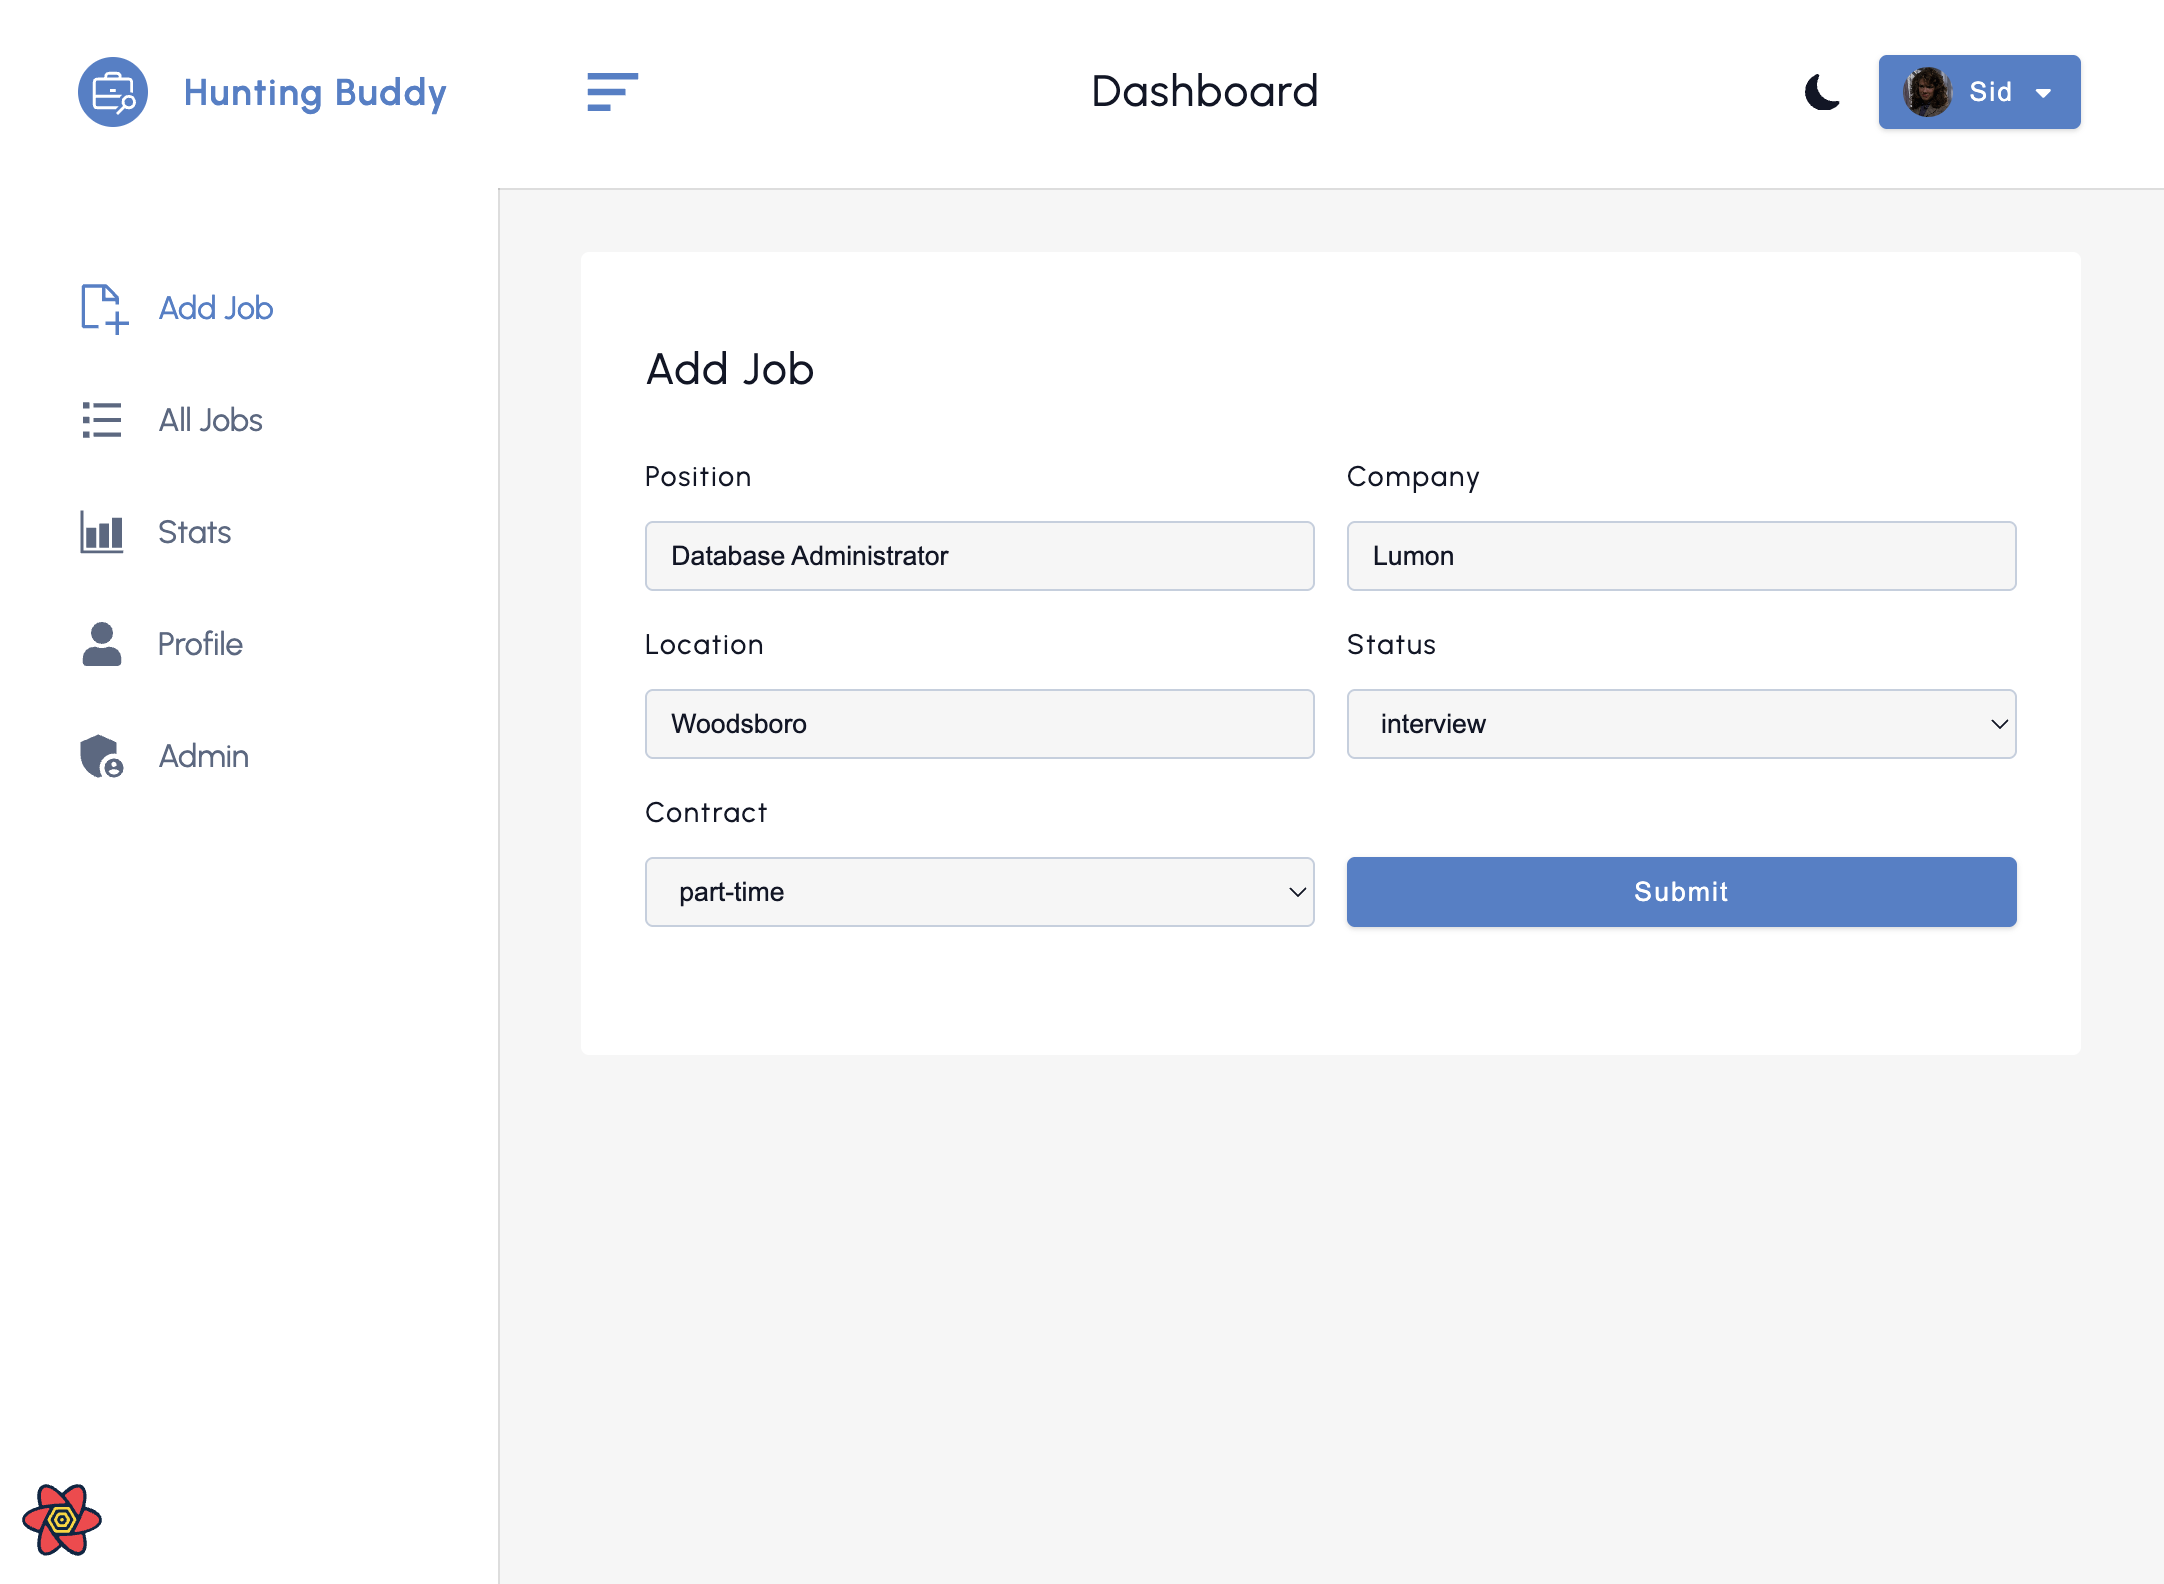 Hunting Buddy
Dashboard
Sid
Add Job
All Jobs
Stats
Profile
Admin
Add Job
Position
Company
Database Administrator
Lumon
Location
Status
Woodsboro
interview
Contract
part-time
Submit